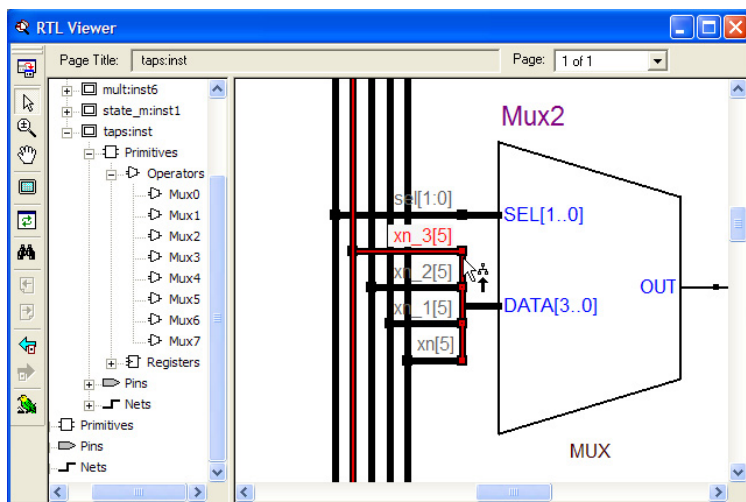 RTL Viewer
Page Title: taps:inst Page: 1 of 1
mult:inst6
state_m:inst1
taps:inst
Primitives
Operators
Mux0
Mux1
Mux2
Mux3
Mux4
Mux5
Mux6
Mux7
Registers
Pins
Nets
Primitives
Pins
Nets
Mux2
sel[1:0]
SEL[1..0]
xn_3[5]
xn_2[5]
OUT
xn_1[5]
DATA[3..0]
xn[5]
MUX